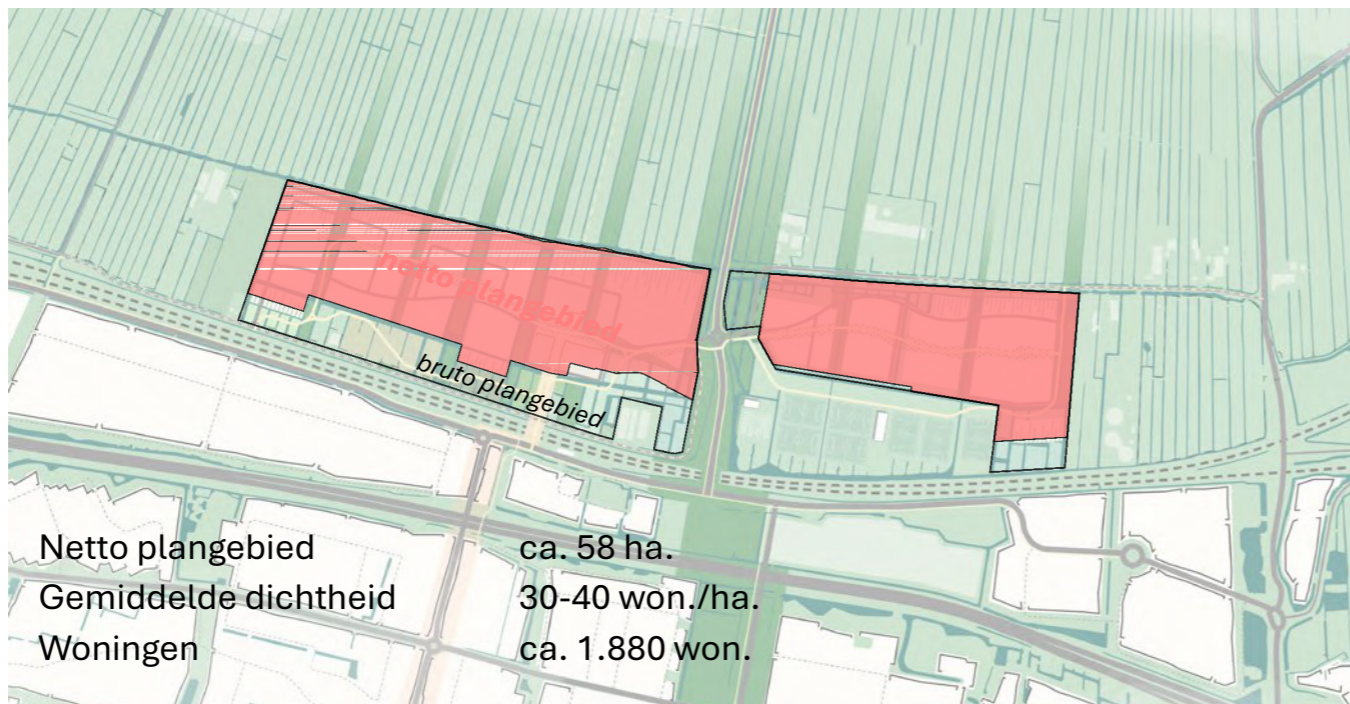 netto plangebied
bruto plangebied
Netto plangebied ca. 58 ha.
Gemiddelde dichtheid 30-40 won./ha.
Woningen ca. 1.880 won.